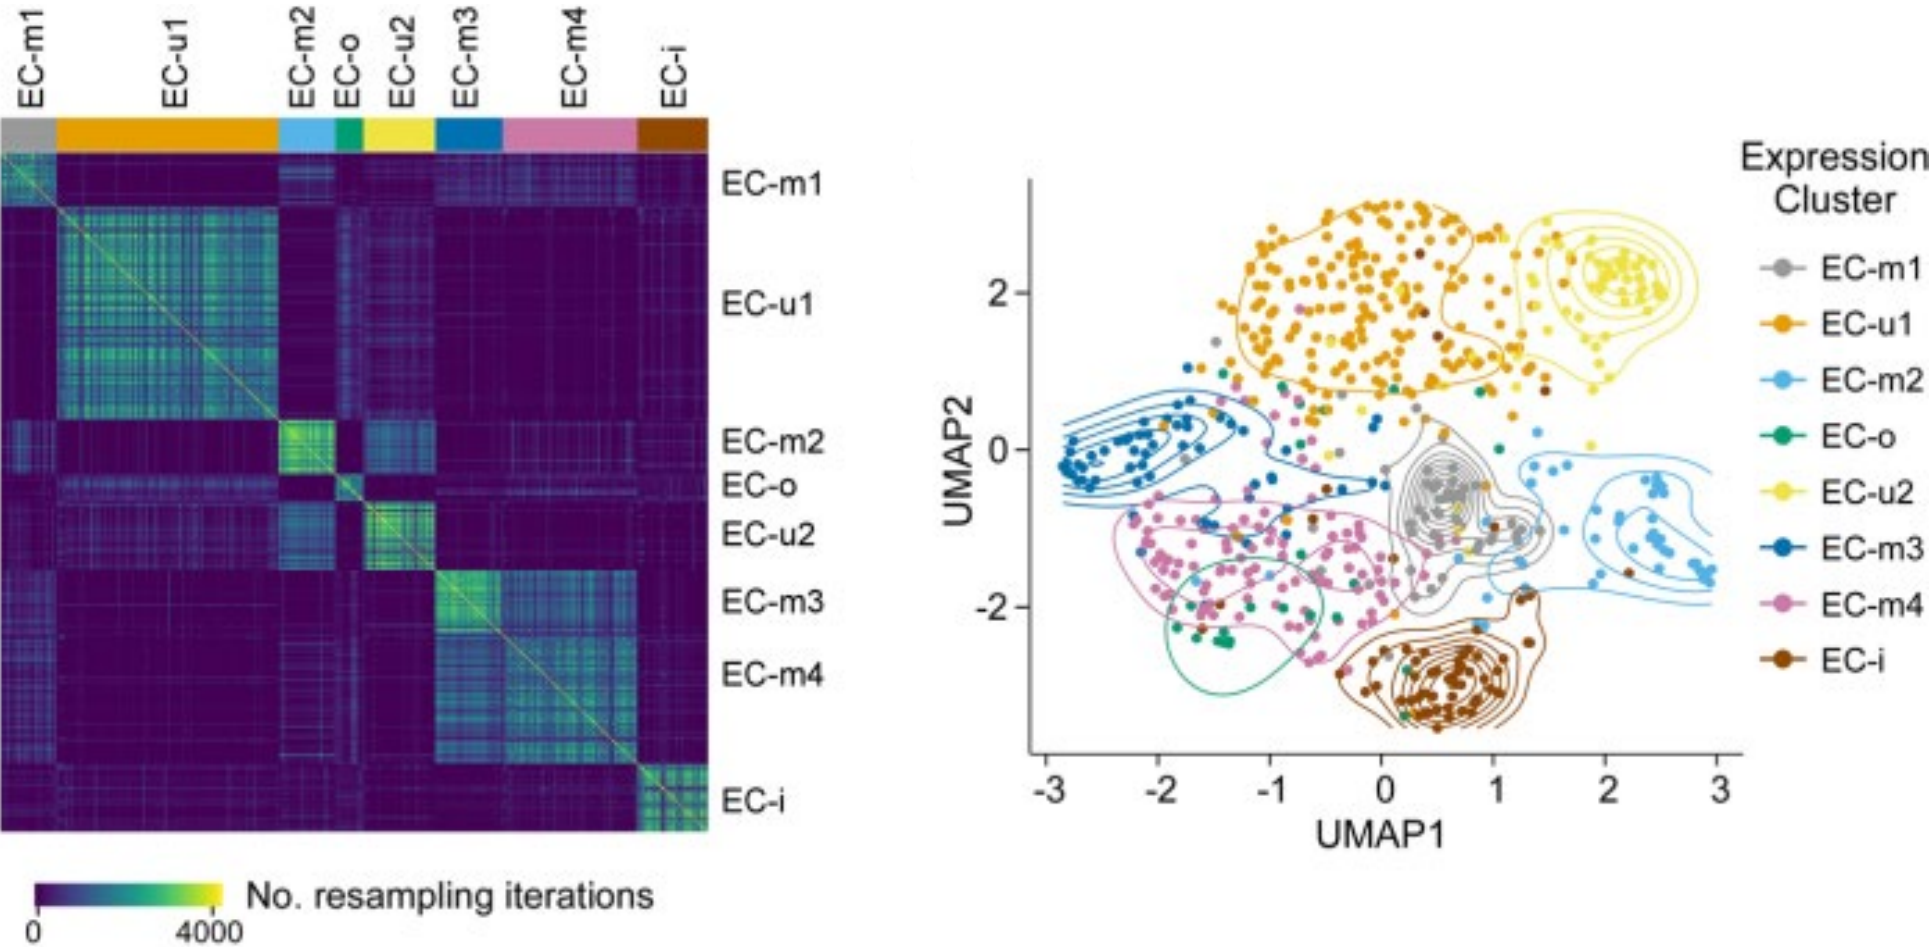 EC-m1
EC-u1
EC-m2
EC-o
EC-u2
EC-m3
EC-m4
EC-i
EC-m1
EC-u1
EC-m2
EC-o
EC-u2
EC-m3
EC-m4
EC-i
0
4000
No. resampling iterations
UMAP2
2
0
-2
-3
-2
-1
0
1
2
3
UMAP1
Expression
Cluster
EC-m1
EC-u1
EC-m2
EC-o
EC-u2
EC-m3
EC-m4
EC-i